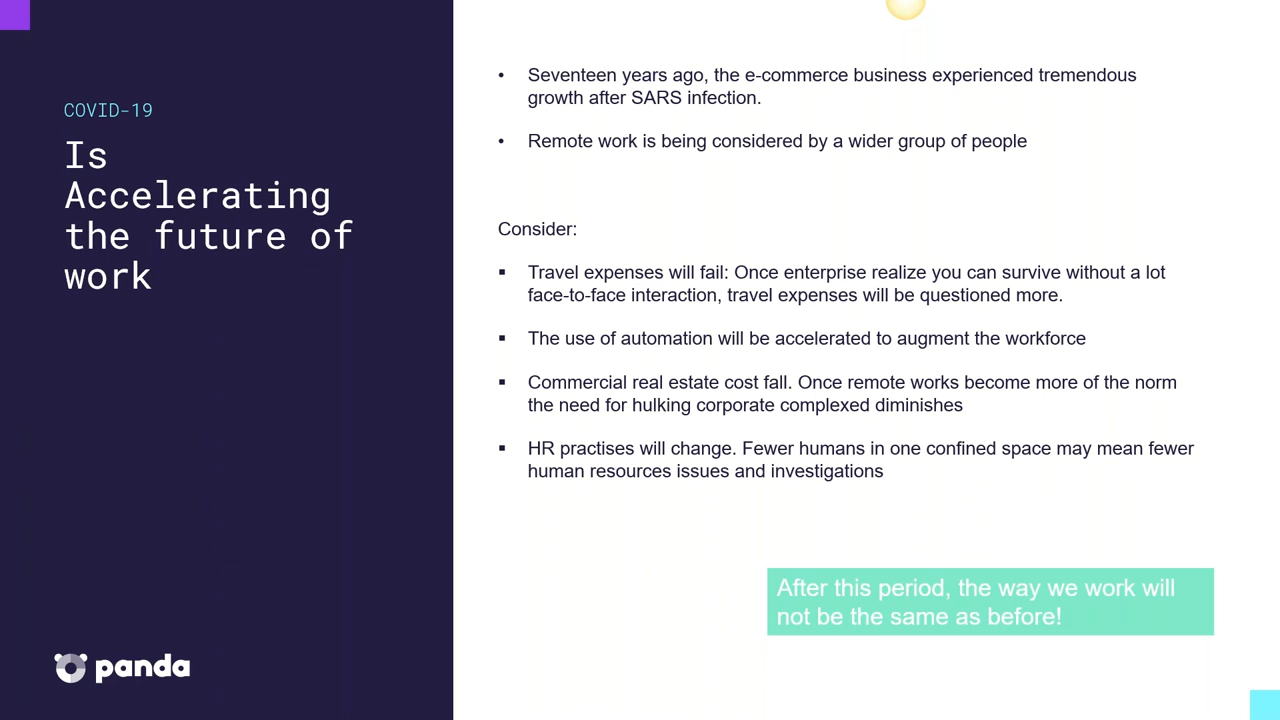 COVID-19
Is
Accelerating
the future of
work
• Seventeen years ago, the e-commerce business experienced tremendous
growth after SARS infection.
• Remote work is being considered by a wider group of people
Consider:
▪ Travel expenses will fail: Once enterprise realize you can survive without a lot
face-to-face interaction, travel expenses will be questioned more.
▪ The use of automation will be accelerated to augment the workforce
▪ Commercial real estate cost fall. Once remote works become more of the norm
the need for hulking corporate complexed diminishes
▪ HR practises will change. Fewer humans in one confined space may mean fewer
human resources issues and investigations
After this period, the way we work will
not be the same as before!
panda